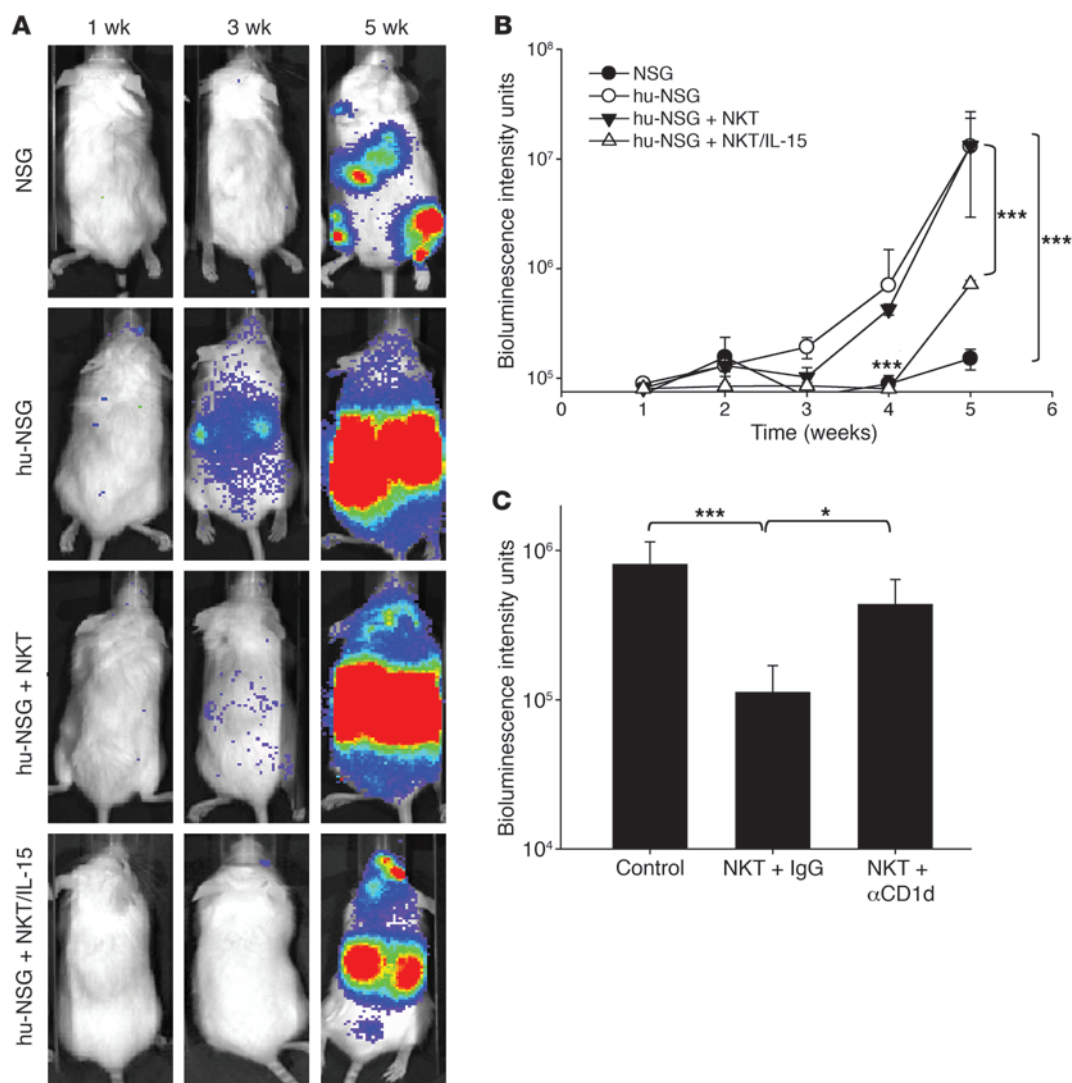 A
1 wk 3 wk 5 wk
NSG
hu-NSG
hu-NSG + NKT
hu-NSG + NKT/IL-15
B
Bioluminescence intensity units
10⁸
10⁷
10⁶
10⁵
NSG
hu-NSG
hu-NSG + NKT
hu-NSG + NKT/IL-15
***
***
***
0 1 2 3 4 5 6
Time (weeks)
C
Bioluminescence intensity units
10⁶
10⁵
10⁴
*** *
Control NKT + IgG NKT +
αCD1d